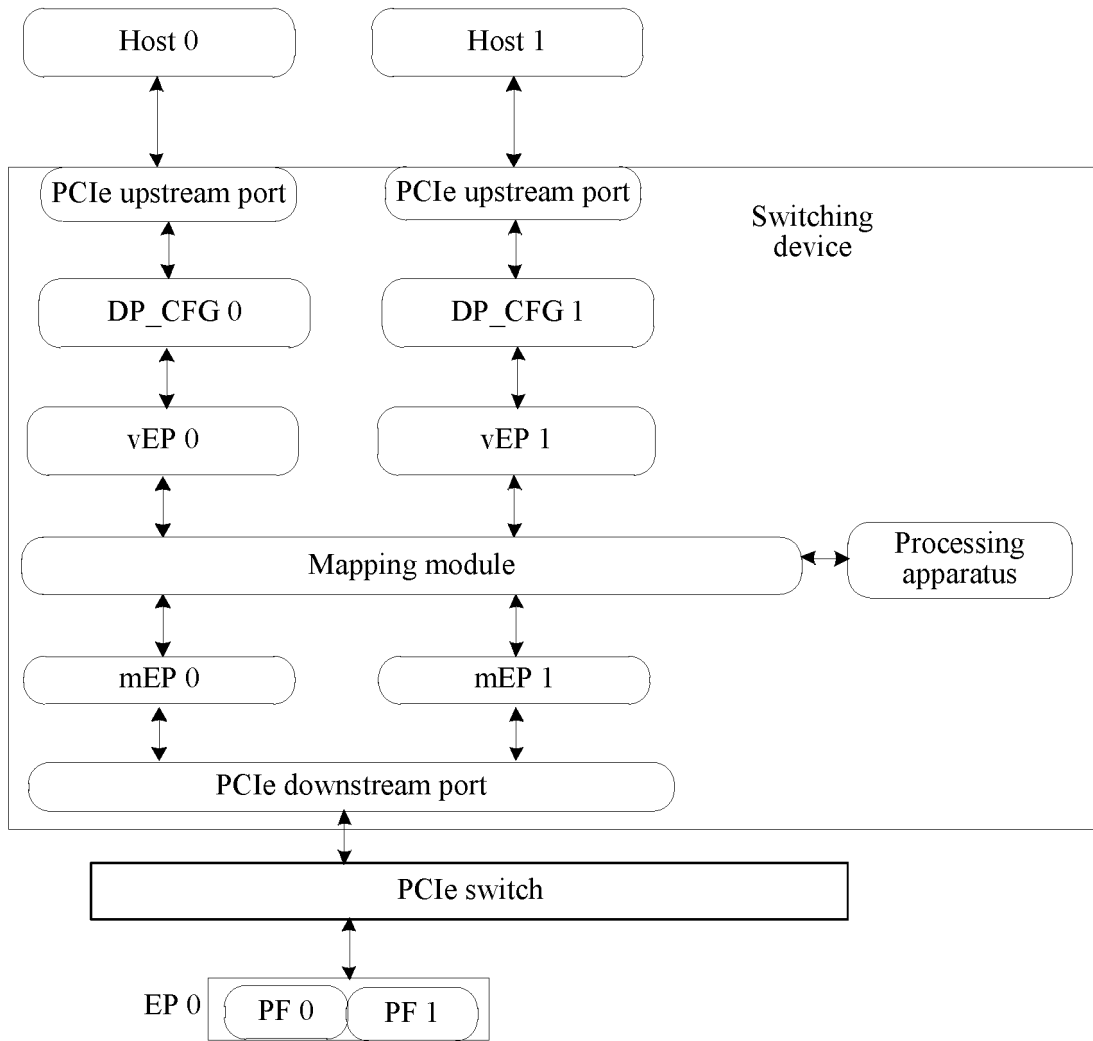 Host 0
Host 1
PCIe upstream port
PCIe upstream port
Switching
device
DP_CFG 0
DP_CFG 1
vEP 0
vEP 1
Mapping module
Processing
apparatus
mEP 0
mEP 1
PCIe downstream port
PCIe switch
EP 0
PF 0
PF 1